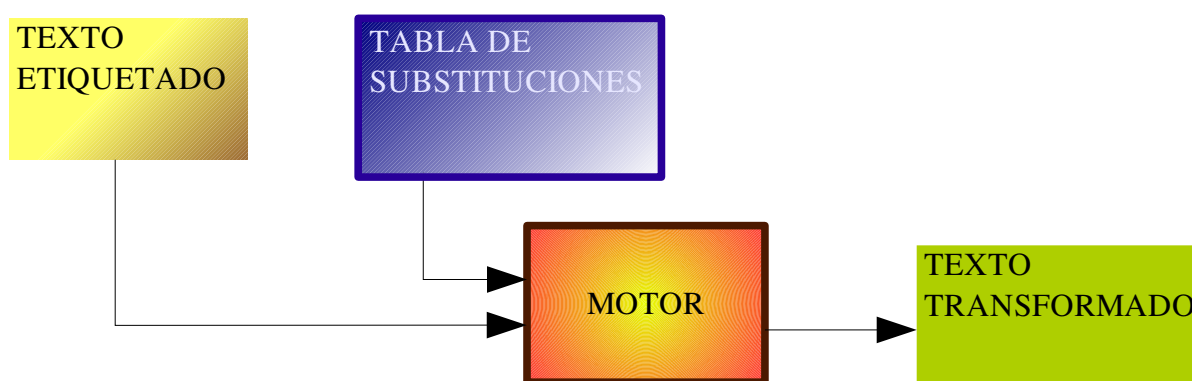 TEXTO
ETIQUETADO
TABLA DE
SUBSTITUCIONES
MOTOR
TEXTO
TRANSFORMADO